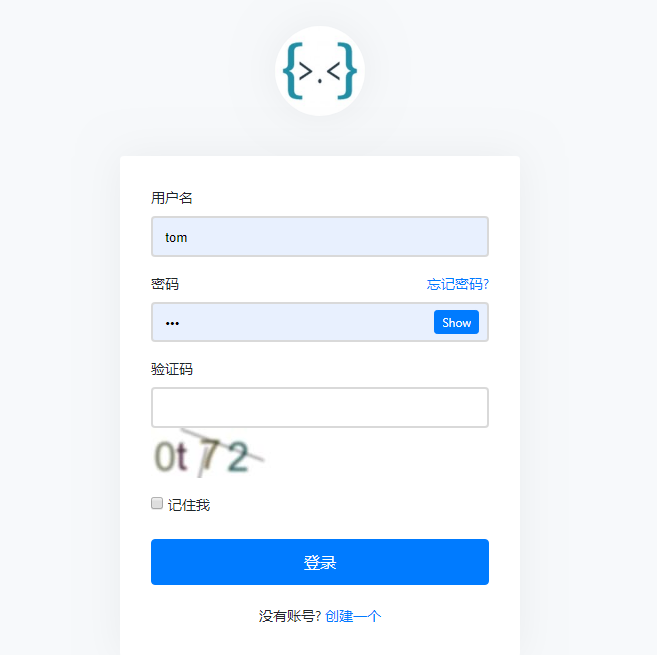 {>.<}
用户名
tom
密码 忘记密码?
••• Show
验证码
0t72
记住我
登录
没有账号? 创建一个